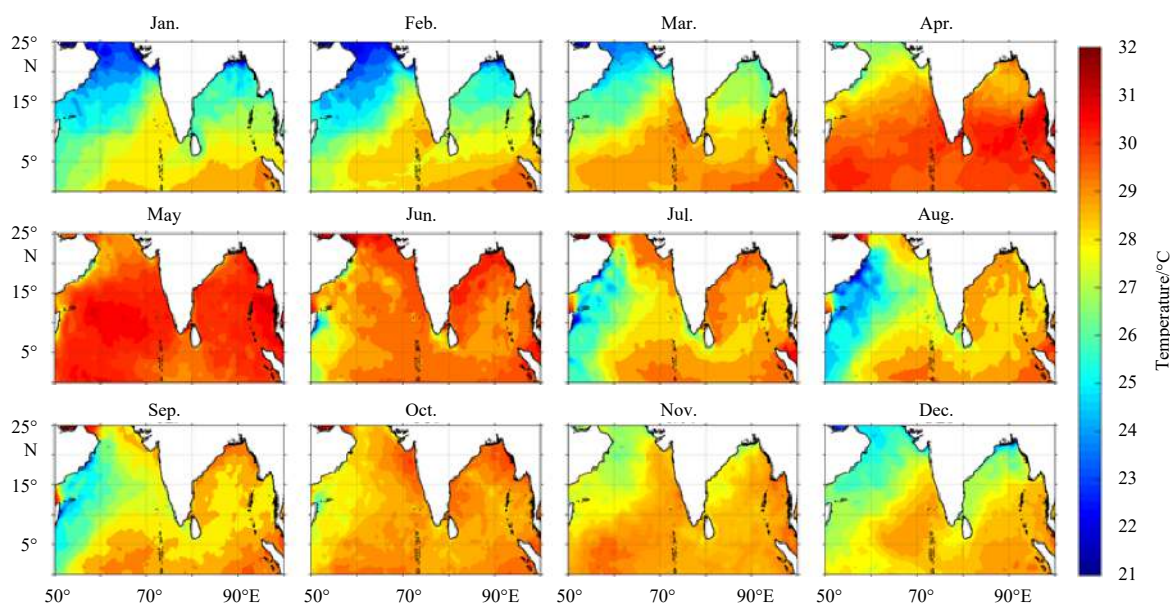 Jan. Feb. Mar. Apr.
25°
N
15°
5°
May Jun. Jul. Aug.
25°
N
15°
5°
Sep. Oct. Nov. Dec.
25°
N
15°
5°
50° 70° 90°E 50° 70° 90°E 50° 70° 90°E 50° 70° 90°E
32
31
30
29
28
27
26
25
24
23
22
21
Temperature/°C